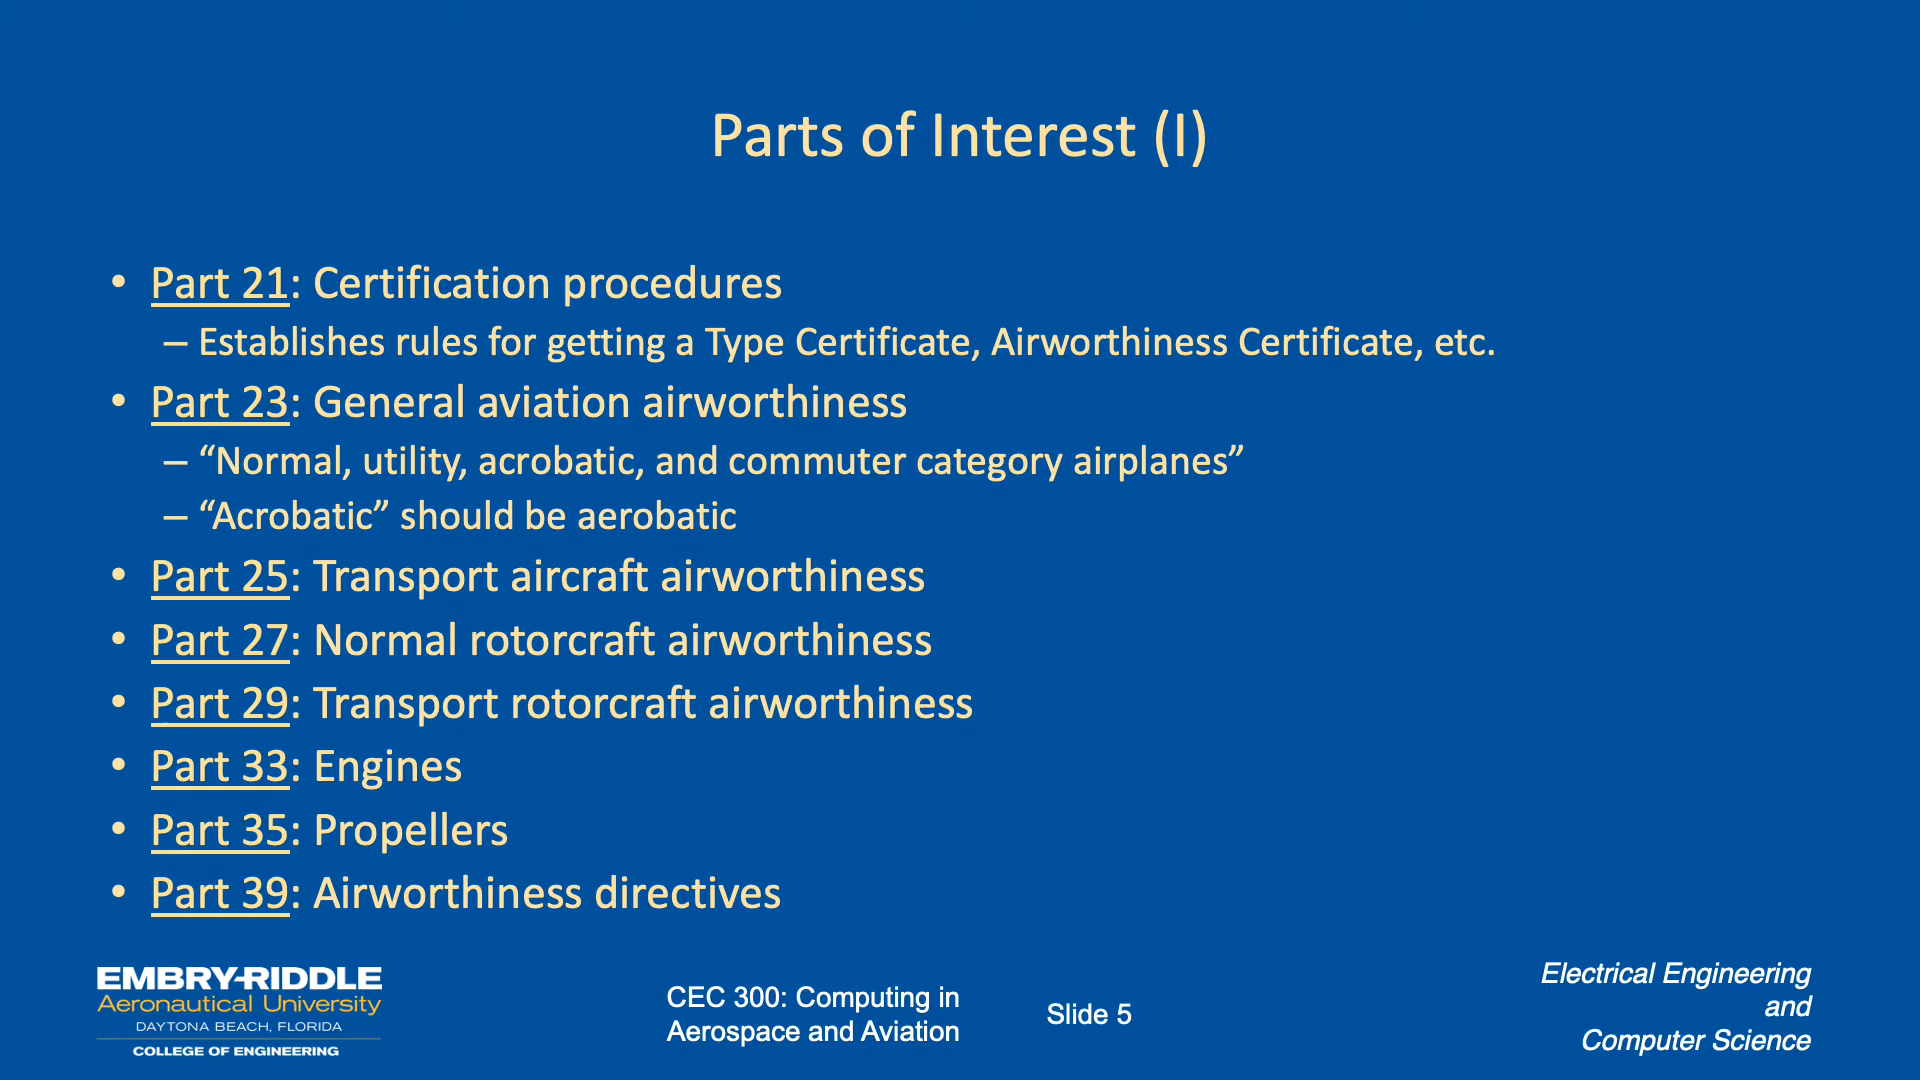 Parts of Interest (I)
• Part 21: Certification procedures
– Establishes rules for getting a Type Certificate, Airworthiness Certificate, etc.
• Part 23: General aviation airworthiness
– “Normal, utility, acrobatic, and commuter category airplanes”
– “Acrobatic” should be aerobatic
• Part 25: Transport aircraft airworthiness
• Part 27: Normal rotorcraft airworthiness
• Part 29: Transport rotorcraft airworthiness
• Part 33: Engines
• Part 35: Propellers
• Part 39: Airworthiness directives
EMBRY-RIDDLE
Aeronautical University
DAYTONA BEACH, FLORIDA
COLLEGE OF ENGINEERING
CEC 300: Computing in
Aerospace and Aviation
Slide 5
Electrical Engineering
and
Computer Science